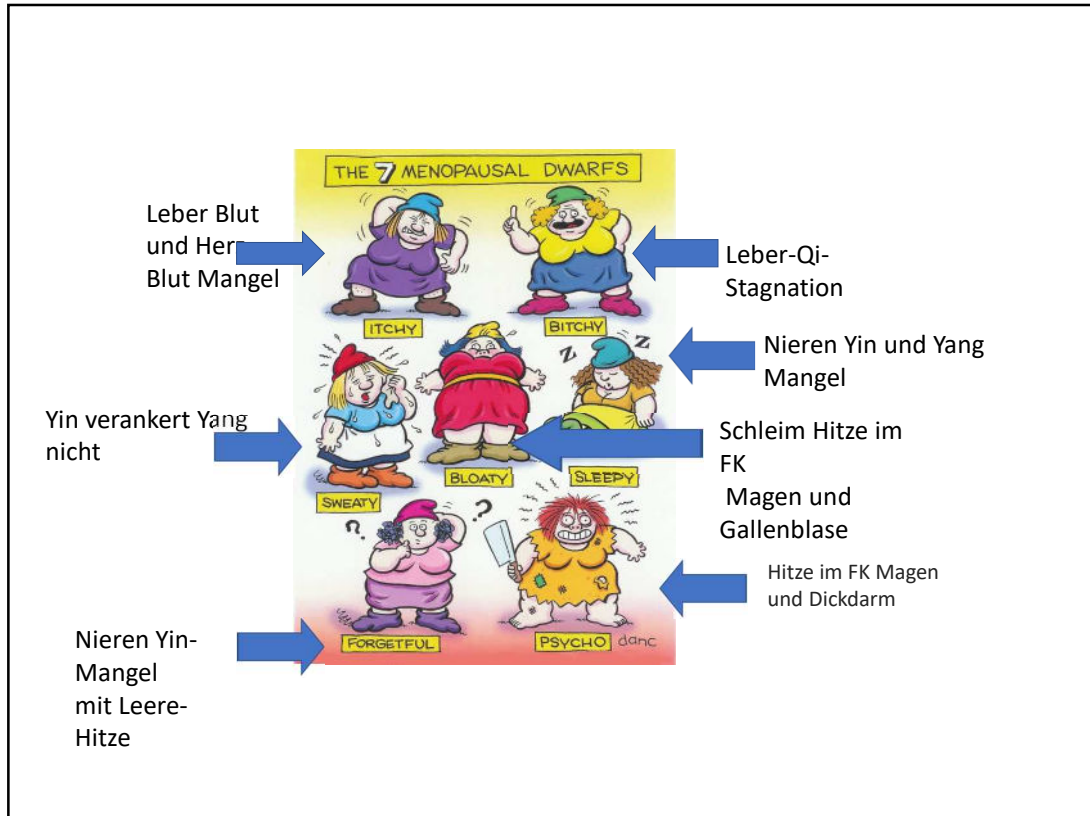 THE 7 MENOPAUSAL DWARFS
Leber Blut
und Herz
Blut Mangel
Leber-Qi-
Stagnation
ITCHY
BITCHY
Z Z
Nieren Yin und Yang
Mangel
Yin verankert Yang
nicht
Schleim Hitze im
FK
Magen und
Gallenblase
BLOATY
SLEEPY
SWEATY
? ?
Hitze im FK Magen
und Dickdarm
Nieren Yin-
Mangel
mit Leere-
Hitze
FORGETFUL
PSYCHO
danc